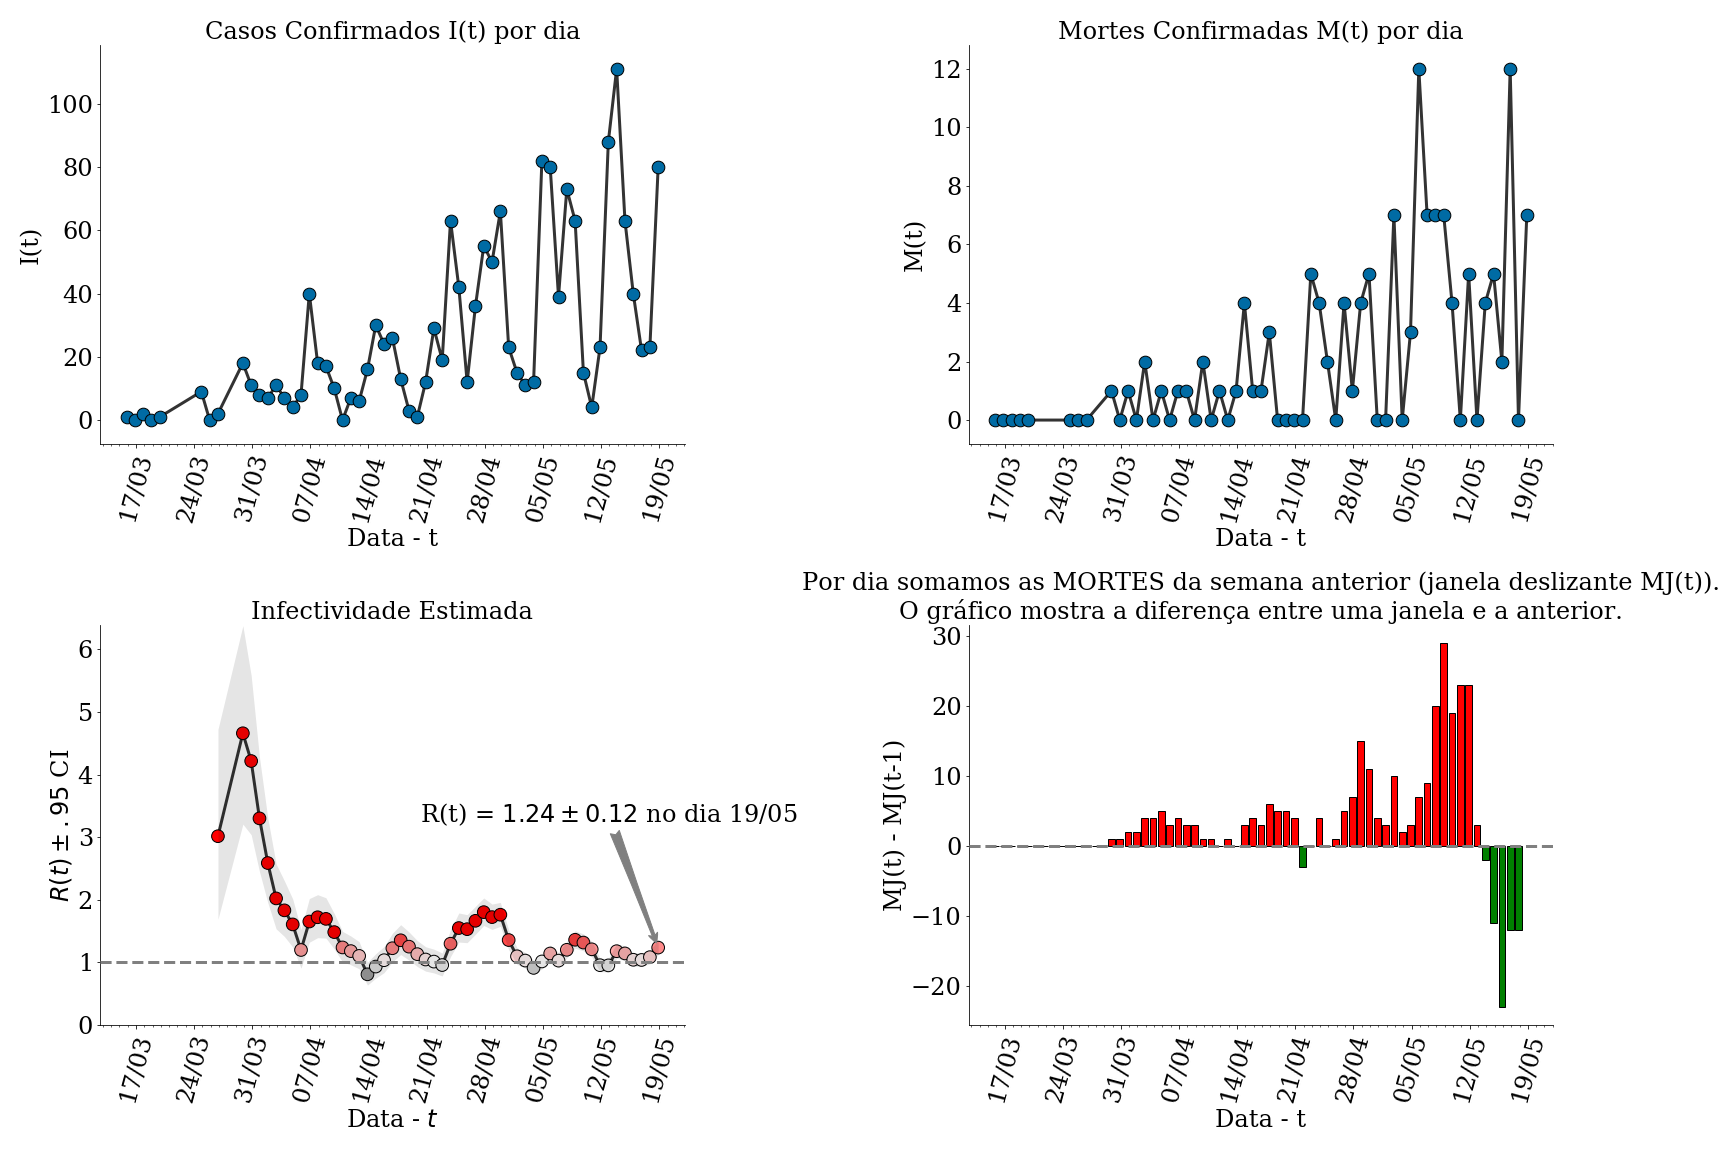 Casos Confirmados I(t) por dia
I(t)
100
80
60
40
20
0
17/03 24/03 31/03 07/04 14/04 21/04 28/04 05/05 12/05 19/05
Data - t
Mortes Confirmadas M(t) por dia
M(t)
12
10
8
6
4
2
0
17/03 24/03 31/03 07/04 14/04 21/04 28/04 05/05 12/05 19/05
Data - t
Infectividade Estimada
R(t) ± .95 CI
6
5
4
3
2
1
0
R(t) = 1.24 ± 0.12 no dia 19/05
17/03 24/03 31/03 07/04 14/04 21/04 28/04 05/05 12/05 19/05
Data - t
Por dia somamos as MORTES da semana anterior (janela deslizante MJ(t)).
O gráfico mostra a diferença entre uma janela e a anterior.
MJ(t) - MJ(t-1)
30
20
10
0
−10
−20
17/03 24/03 31/03 07/04 14/04 21/04 28/04 05/05 12/05 19/05
Data - t